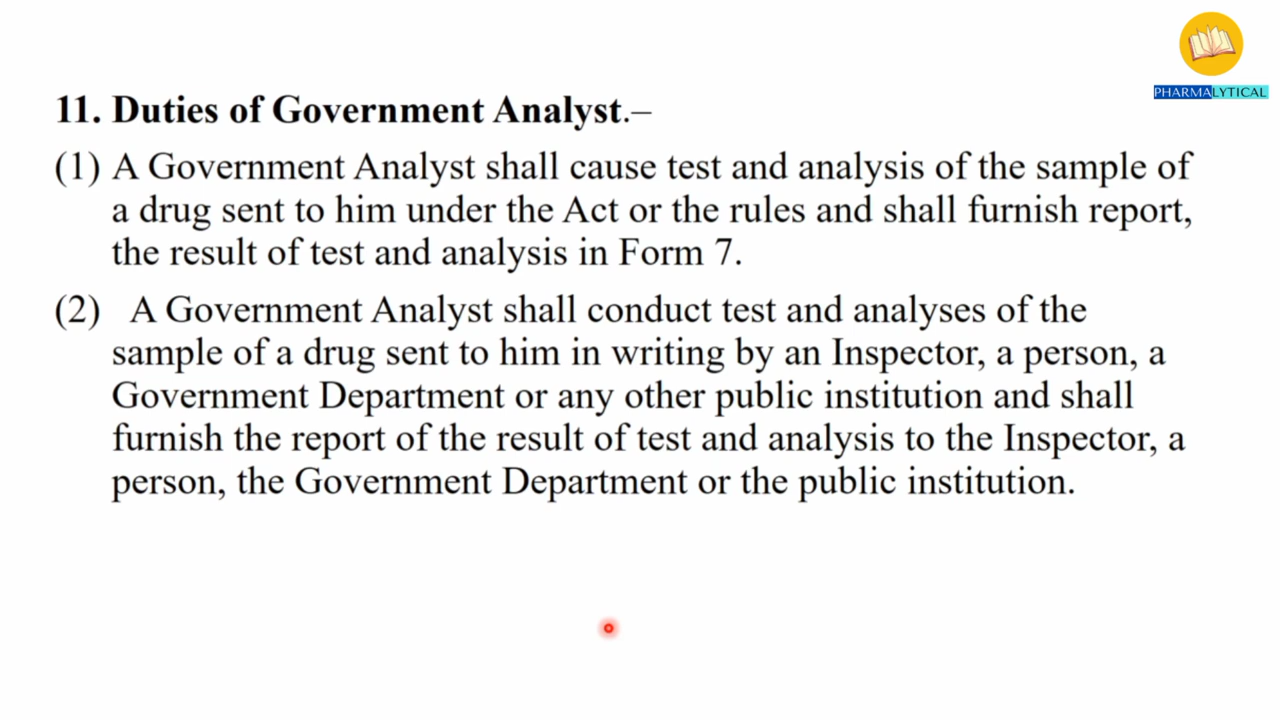 PHARMALYTICAL
11. Duties of Government Analyst.–
(1) A Government Analyst shall cause test and analysis of the sample of
a drug sent to him under the Act or the rules and shall furnish report,
the result of test and analysis in Form 7.
(2) A Government Analyst shall conduct test and analyses of the
sample of a drug sent to him in writing by an Inspector, a person, a
Government Department or any other public institution and shall
furnish the report of the result of test and analysis to the Inspector, a
person, the Government Department or the public institution.